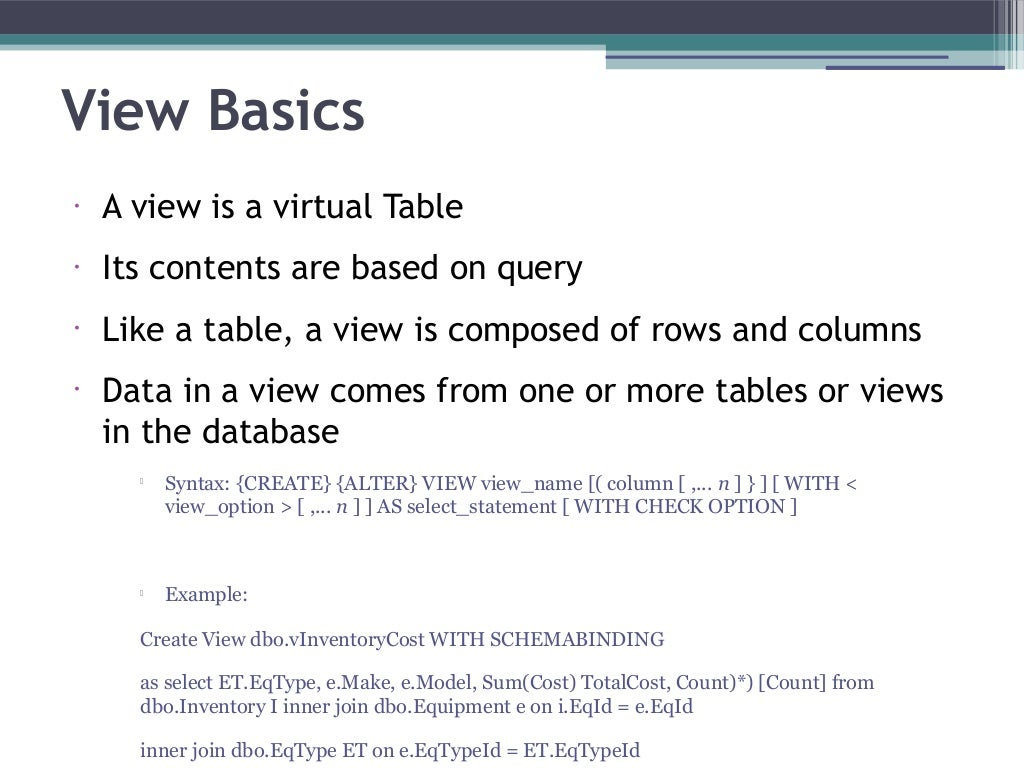 View Basics
A view is a virtual Table
Its contents are based on query
Like a table, a view is composed of rows and columns
Data in a view comes from one or more tables or views
in the database
Syntax: {CREATE} {ALTER} VIEW view_name [( column [ ,... n ] } ] [ WITH <
view_option > [ ,... n ] ] AS select_statement [ WITH CHECK OPTION ]
Example:
Create View dbo.vInventoryCost WITH SCHEMABINDING
as select ET.EqType, e.Make, e.Model, Sum(Cost) TotalCost, Count)*) [Count] from
dbo.Inventory I inner join dbo.Equipment e on i.EqId = e.EqId
inner join dbo.EqType ET on e.EqTypeId = ET.EqTypeId